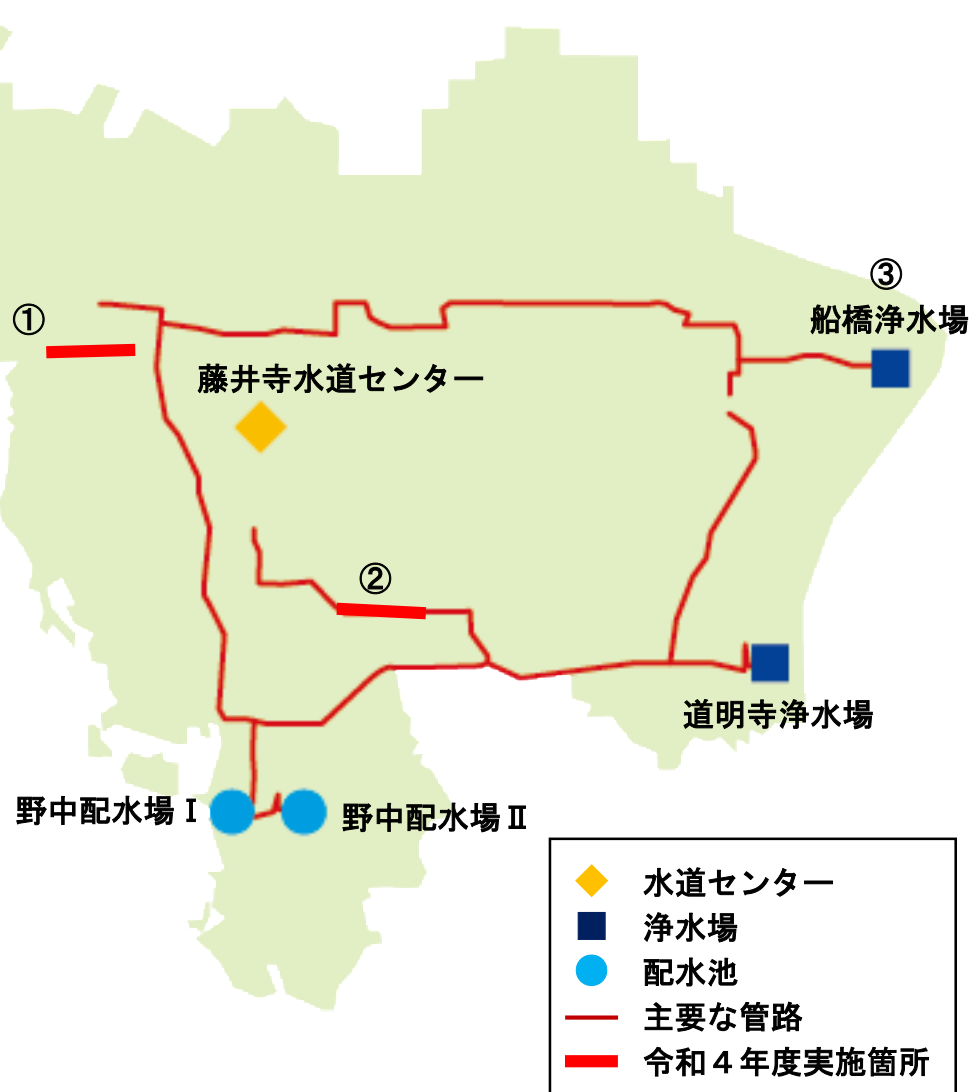 ③
船橋浄水場
①
藤井寺水道センター
②
道明寺浄水場
野中配水場Ⅰ
野中配水場Ⅱ
水道センター
浄水場
配水池
主要な管路
令和４年度実施箇所